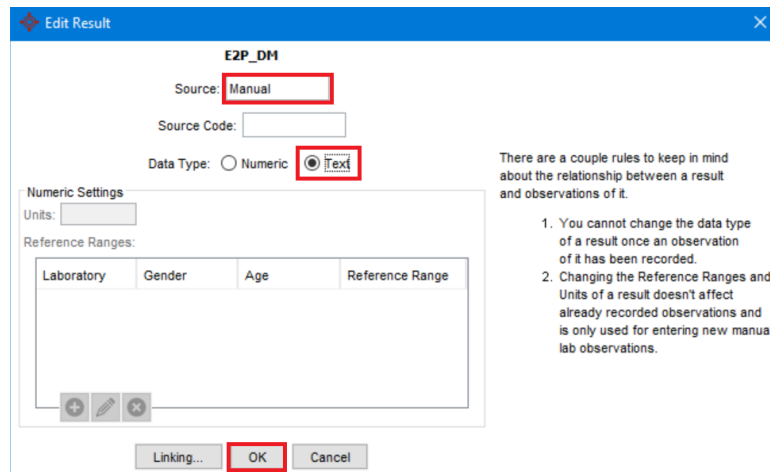 Edit Result
E2P_DM
Source: Manual
Source Code:
Data Type: Numeric Text
Numeric Settings
Units:
Reference Ranges:
Laboratory Gender Age Reference Range
Linking... OK Cancel
There are a couple rules to keep in mind
about the relationship between a result
and observations of it.
1. You cannot change the data type
of a result once an observation
of it has been recorded.
2. Changing the Reference Ranges and
Units of a result doesn't affect
already recorded observations and
is only used for entering new manua
lab observations.